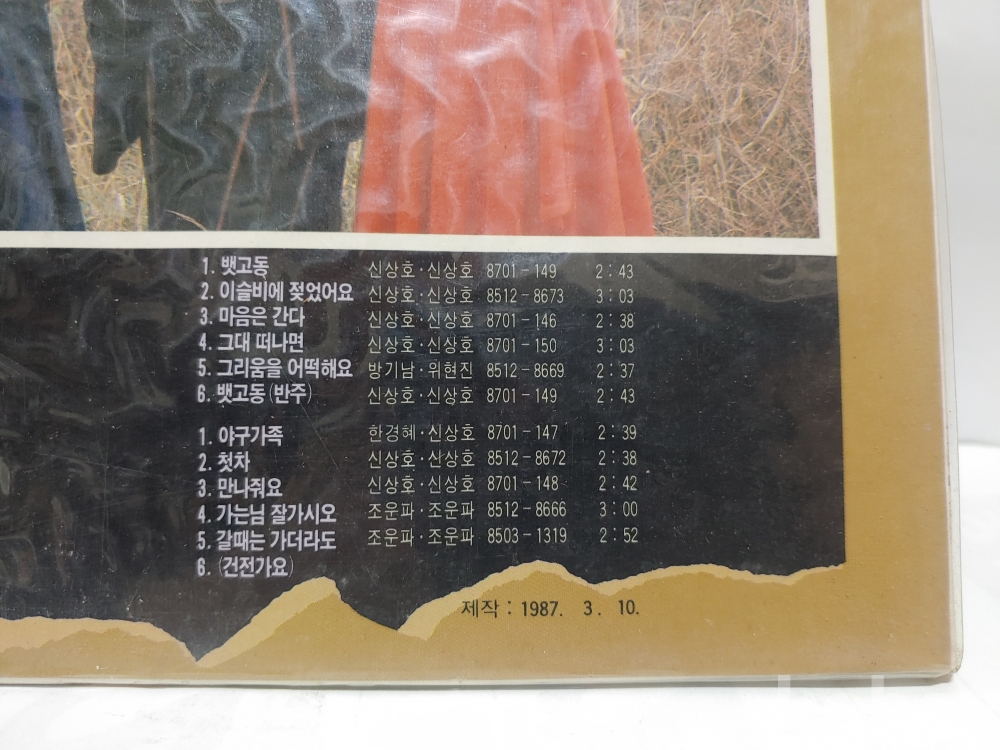 1. 뱃고동 신상호·신상호 8701-149 2:43
2. 이슬비에 젖었어요 신상호·신상호 8512-8673 3:03
3. 마음은 간다 신상호·신상호 8701-146 2:38
4. 그대 떠나면 신상호·신상호 8701-150 3:03
5. 그리움을 어떡해요 방기남·위현진 8512-8669 2:37
6. 뱃고동(반주) 신상호·신상호 8701-149 2:43
1. 야구가족 한경혜·신상호 8701-147 2:39
2. 첫차 신상호·신상호 8512-8672 2:38
3. 만나줘요 신상호·신상호 8701-148 2:42
4. 가는님 잘가시오 조운파·조운파 8512-8666 3:00
5. 갈때는 가더라도 조운파·조운파 8503-1319 2:52
6. (건전가요)
제작 : 1987. 3. 10.